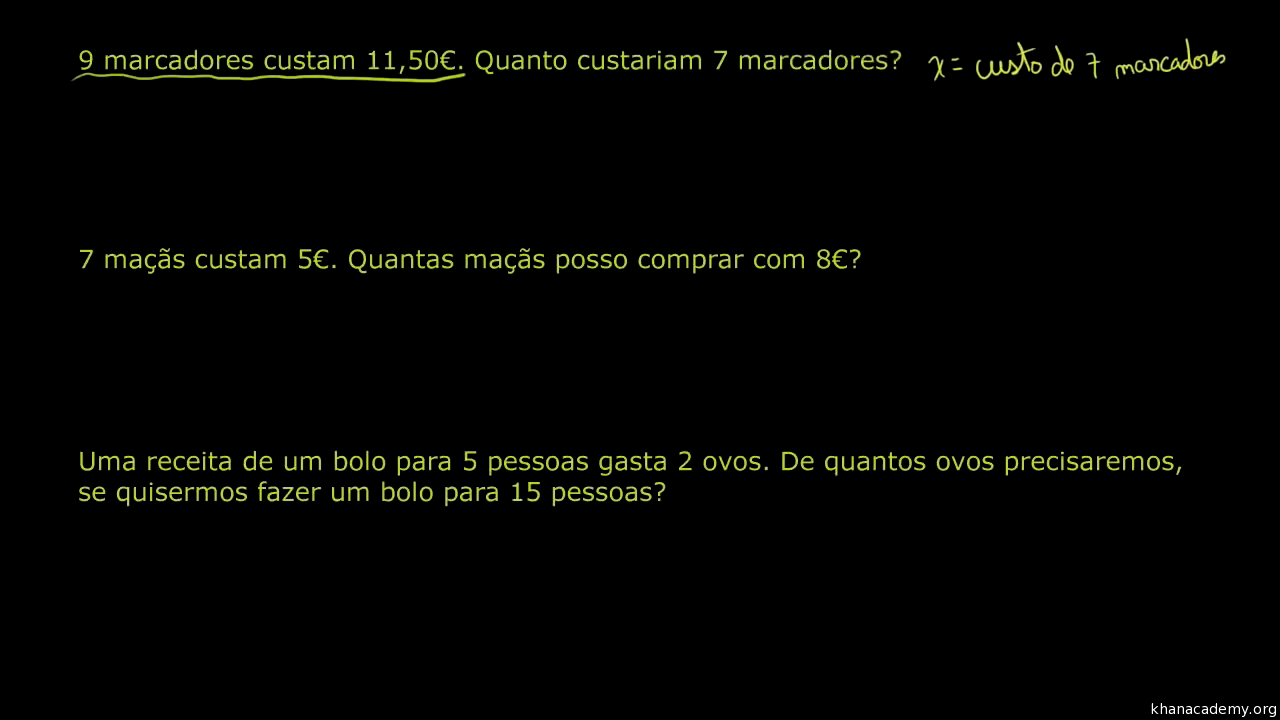 9 marcadores custam 11,50€. Quanto custariam 7 marcadores? x = custo de 7 marcadores
7 maçãs custam 5€. Quantas maçãs posso comprar com 8€?
Uma receita de um bolo para 5 pessoas gasta 2 ovos. De quantos ovos precisaremos,
se quisermos fazer um bolo para 15 pessoas?
khanacademy.org